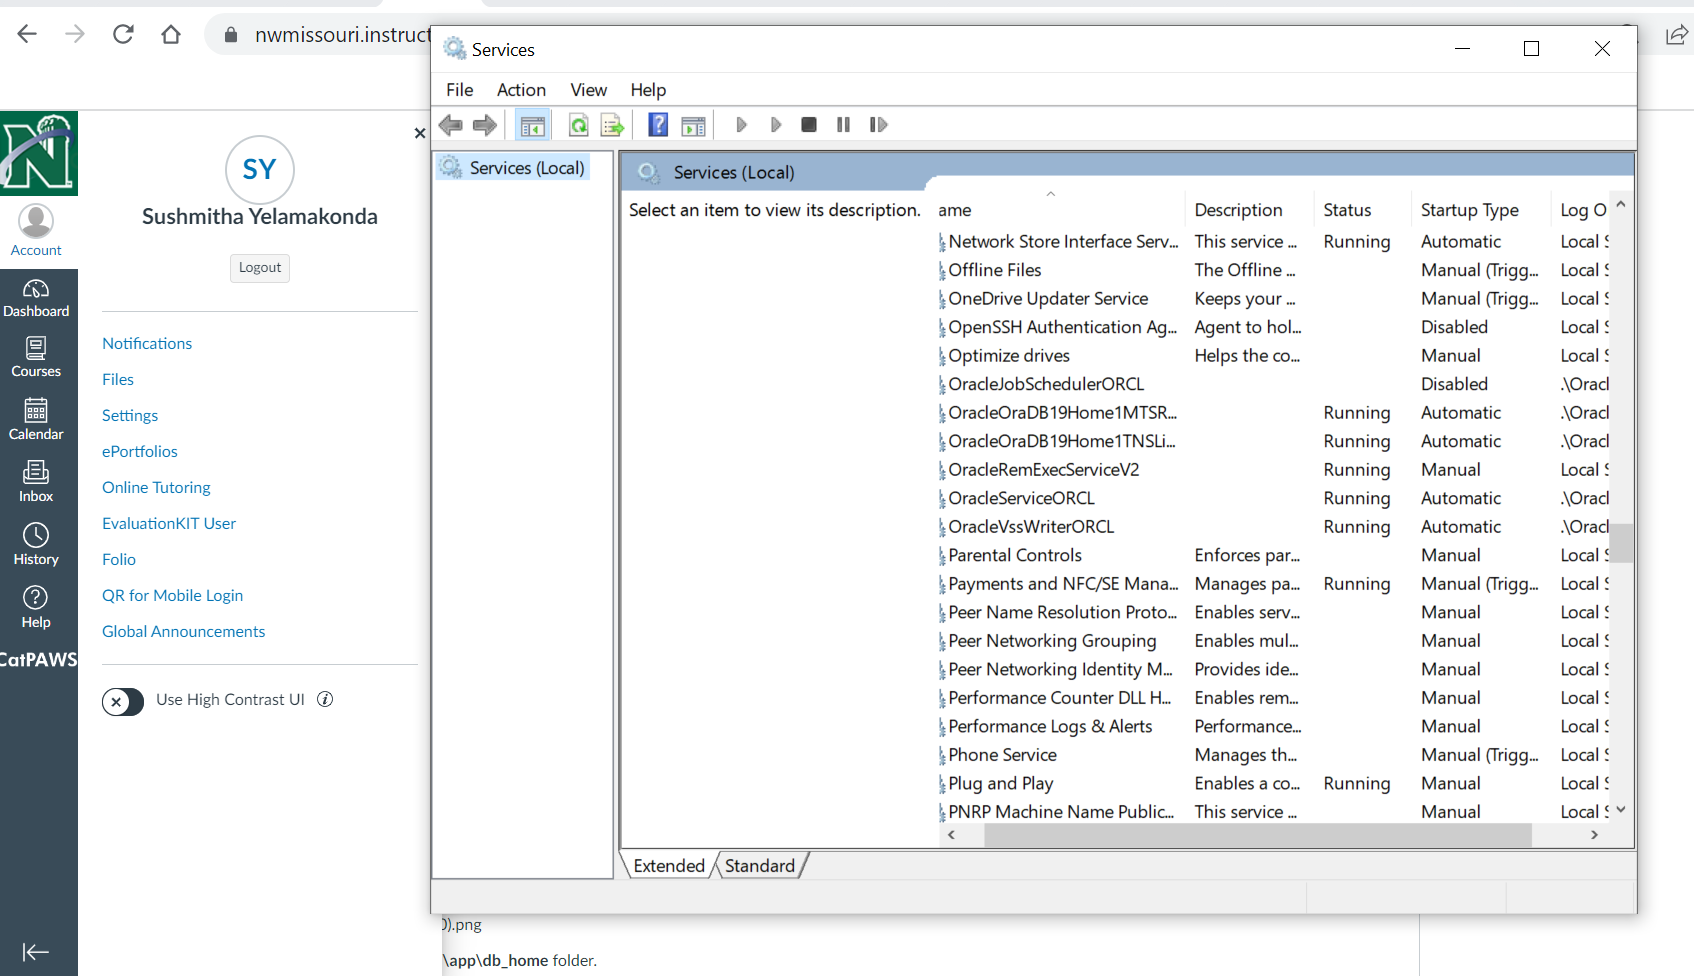 nwmissouri.instruct
Services
File Action View Help
Services (Local)
Services (Local)
Select an item to view its description.
ame Description Status Startup Type Log O
Network Store Interface Serv... This service ... Running Automatic Local S
Offline Files The Offline ... Manual (Trigg... Local S
OneDrive Updater Service Keeps your ... Manual (Trigg... Local S
OpenSSH Authentication Ag... Agent to hol... Disabled Local S
Optimize drives Helps the co... Manual Local S
OracleJobSchedulerORCL Disabled .\Oracl
OracleOraDB19Home1MTSR... Running Automatic .\Oracl
OracleOraDB19Home1TNSLi... Running Automatic .\Oracl
OracleRemExecServiceV2 Running Manual Local S
OracleServiceORCL Running Automatic .\Oracl
OracleVssWriterORCL Running Automatic .\Oracl
Parental Controls Enforces par... Manual Local S
Payments and NFC/SE Mana... Manages pa... Running Manual (Trigg... Local S
Peer Name Resolution Proto... Enables serv... Manual Local S
Peer Networking Grouping Enables mul... Manual Local S
Peer Networking Identity M... Provides ide... Manual Local S
Performance Counter DLL H... Enables rem... Manual Local S
Performance Logs & Alerts Performance... Manual Local S
Phone Service Manages th... Manual (Trigg... Local S
Plug and Play Enables a co... Running Manual Local S
PNRP Machine Name Public... This service ... Manual Local S
Extended Standard
N
Account
Dashboard
Courses
Calendar
Inbox
History
Help
CatPAWS
SY
Sushmitha Yelamakonda
Logout
Notifications
Files
Settings
ePortfolios
Online Tutoring
EvaluationKIT User
Folio
QR for Mobile Login
Global Announcements
Use High Contrast UI
0).png
\app\db_home folder.